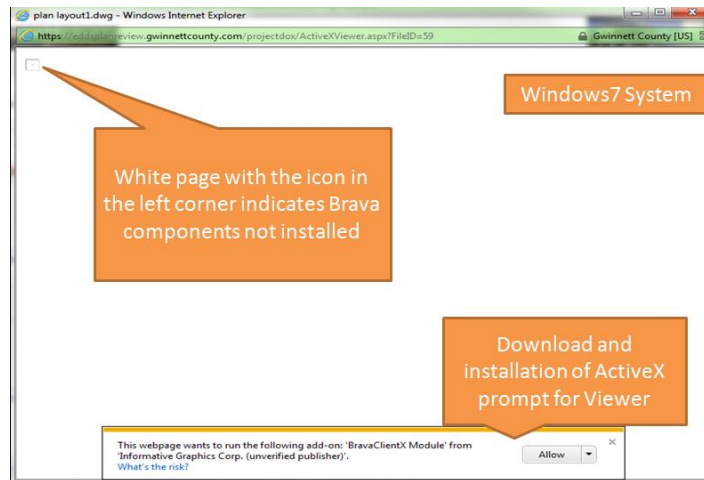 plan layout1.dwg - Windows Internet Explorer
https://eddsplanreview.gwinnettcounty.com/projectdox/ActiveXViewer.aspx?FileID=59
Gwinnett County [US]
Windows7 System
White page with the icon in
the left corner indicates Brava
components not installed
Download and
installation of ActiveX
prompt for Viewer
This webpage wants to run the following add-on: 'BravaClientX Module' from
'Informative Graphics Corp. (unverified publisher)'.
What's the risk?
Allow